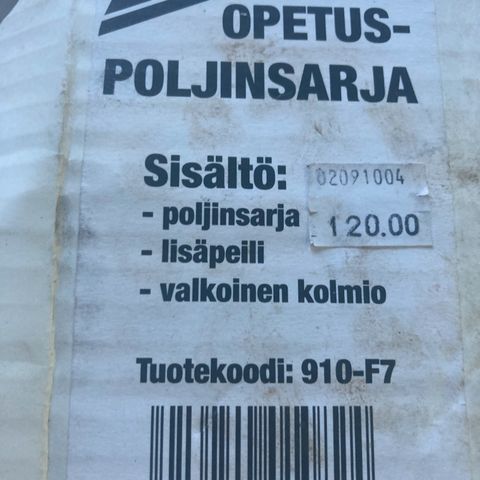 OPETUS-
POLJINSARJA
Sisältö:
02091004
- poljinsarja
120.00
- lisäpeili
- valkoinen kolmio
Tuotekoodi: 910-F7